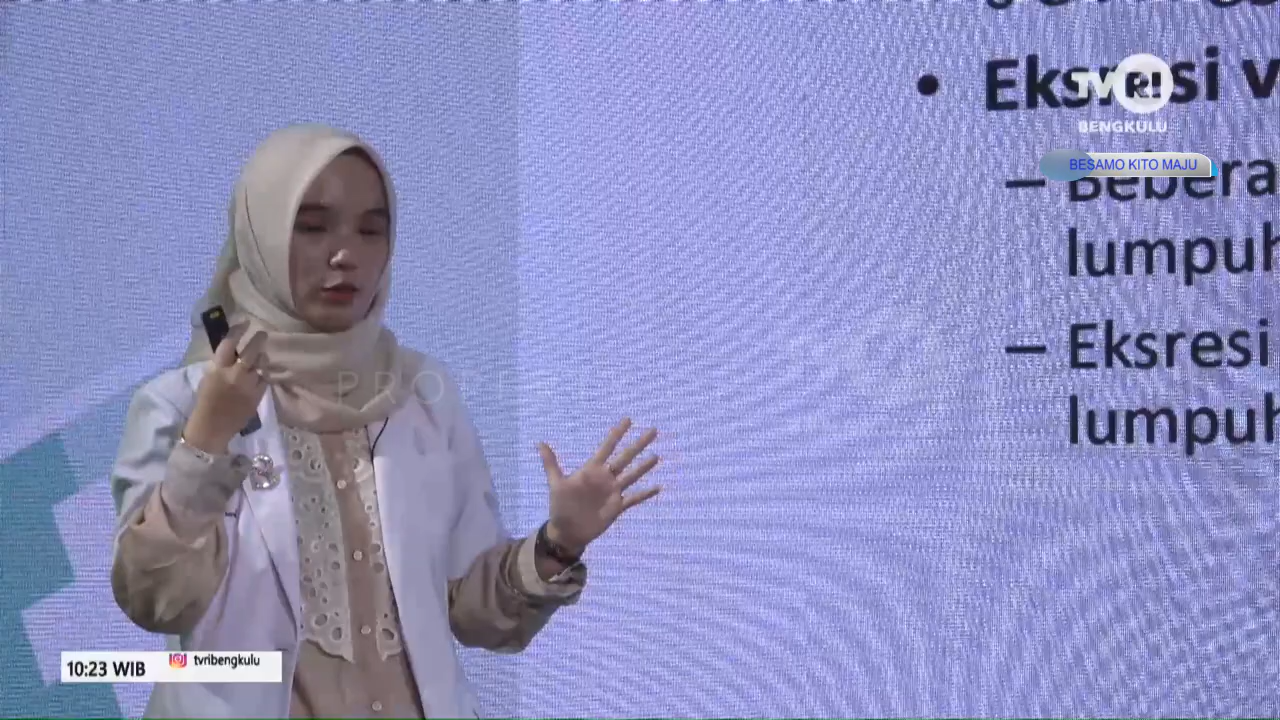 • Eksresi v
TVRI
BENGKULU
BESAMO KITO MAJU
– Bebera
lumpuh
– Eksresi
lumpuh
10:23 WIB
tvribengkulu